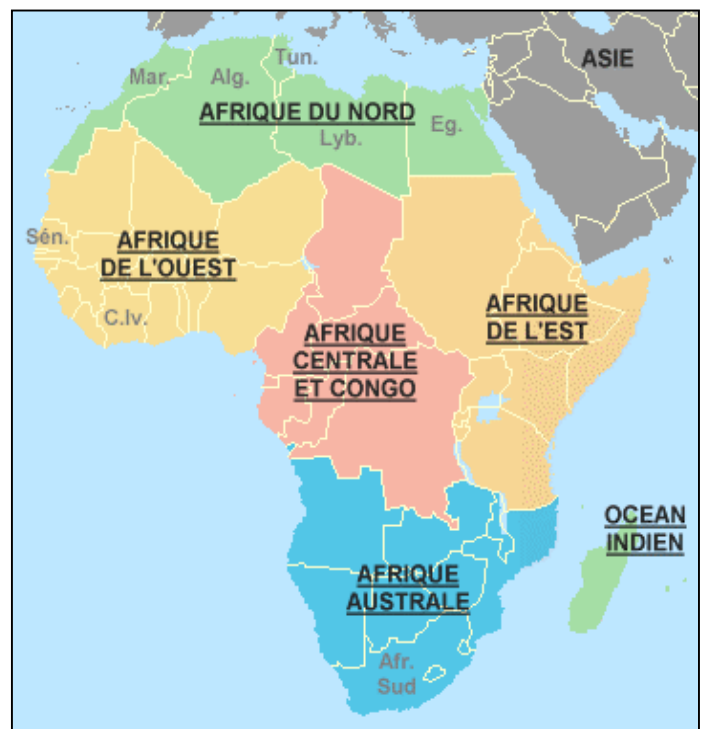 ASIE
Tun.
Mar.
Alg.
AFRIQUE DU NORD
Lyb.
Eg.
Sén.
AFRIQUE
DE L'OUEST
C.Iv.
AFRIQUE
DE L'EST
AFRIQUE
CENTRALE
ET CONGO
OCEAN
INDIEN
AFRIQUE
AUSTRALE
Afr.
Sud